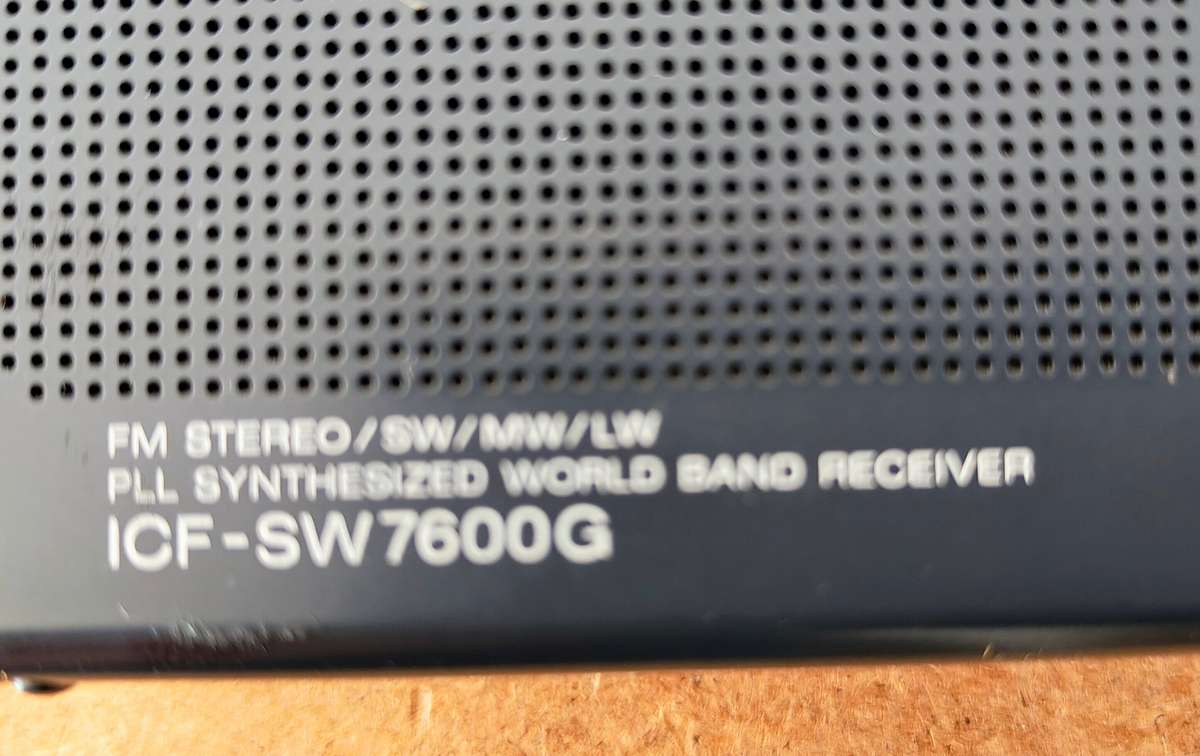 FM STEREO/SW/MW/LW
PLL SYNTHESIZED WORLD BAND RECEIVER
ICF-SW7600G